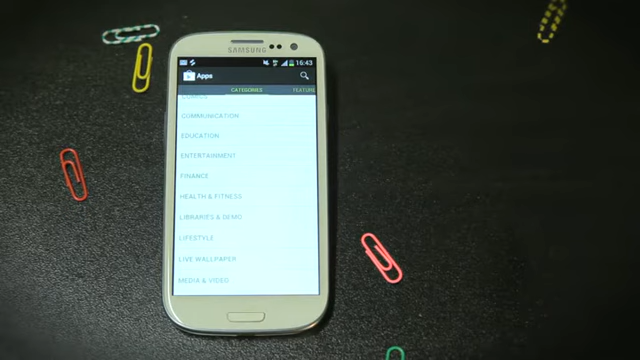 SAMSUNG
16:43
Apps
CATEGORIES FEATURE
COMICS
COMMUNICATION
EDUCATION
ENTERTAINMENT
FINANCE
HEALTH & FITNESS
LIBRARIES & DEMO
LIFESTYLE
LIVE WALLPAPER
MEDIA & VIDEO